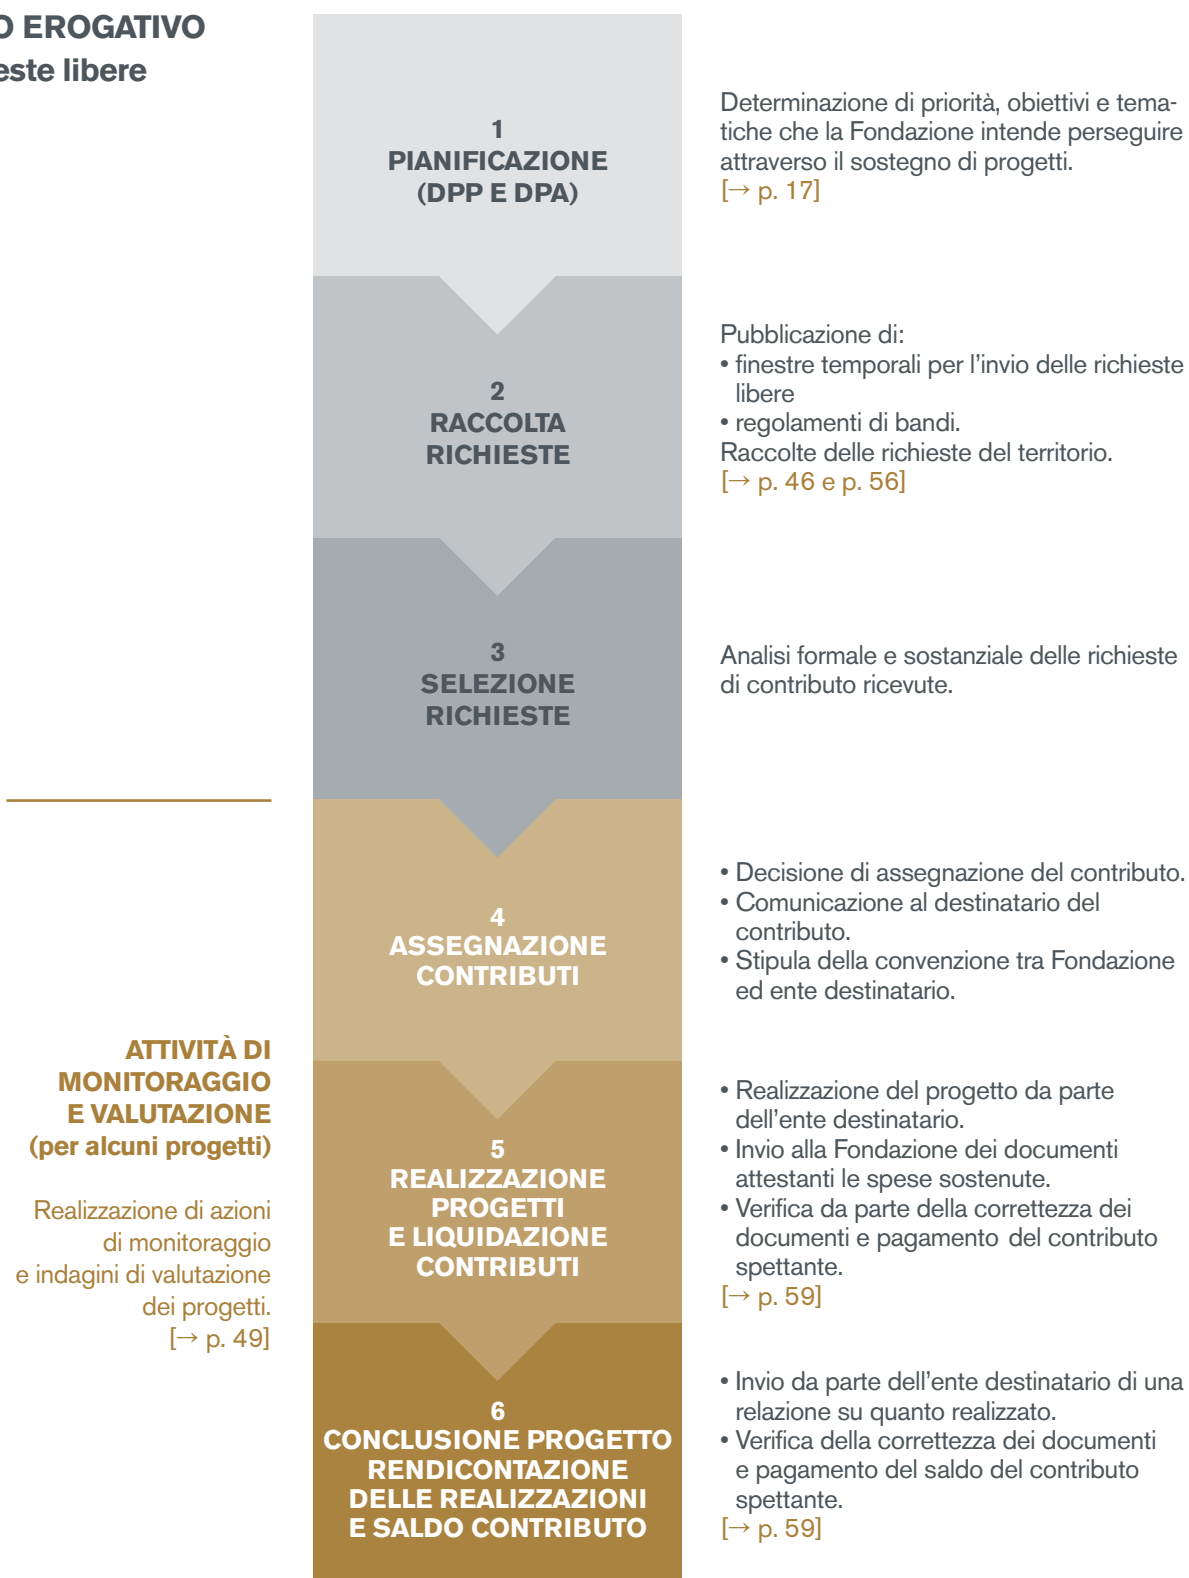 O EROGATIVO
este libere
1
PIANIFICAZIONE
(DPP E DPA)
Determinazione di priorità, obiettivi e tema-
tiche che la Fondazione intende perseguire
attraverso il sostegno di progetti.
[→ p. 17]
2
RACCOLTA
RICHIESTE
Pubblicazione di:
• finestre temporali per l’invio delle richieste
libere
• regolamenti di bandi.
Raccolte delle richieste del territorio.
[→ p. 46 e p. 56]
3
SELEZIONE
RICHIESTE
Analisi formale e sostanziale delle richieste
di contributo ricevute.
4
ASSEGNAZIONE
CONTRIBUTI
• Decisione di assegnazione del contributo.
• Comunicazione al destinatario del
contributo.
• Stipula della convenzione tra Fondazione
ed ente destinatario.
ATTIVITÀ DI
MONITORAGGIO
E VALUTAZIONE
(per alcuni progetti)
Realizzazione di azioni
di monitoraggio
e indagini di valutazione
dei progetti.
[→ p. 49]
5
REALIZZAZIONE
PROGETTI
E LIQUIDAZIONE
CONTRIBUTI
• Realizzazione del progetto da parte
dell’ente destinatario.
• Invio alla Fondazione dei documenti
attestanti le spese sostenute.
• Verifica da parte della correttezza dei
documenti e pagamento del contributo
spettante.
[→ p. 59]
6
CONCLUSIONE PROGETTO
RENDICONTAZIONE
DELLE REALIZZAZIONI
E SALDO CONTRIBUTO
• Invio da parte dell’ente destinatario di una
relazione su quanto realizzato.
• Verifica della correttezza dei documenti
e pagamento del saldo del contributo
spettante.
[→ p. 59]